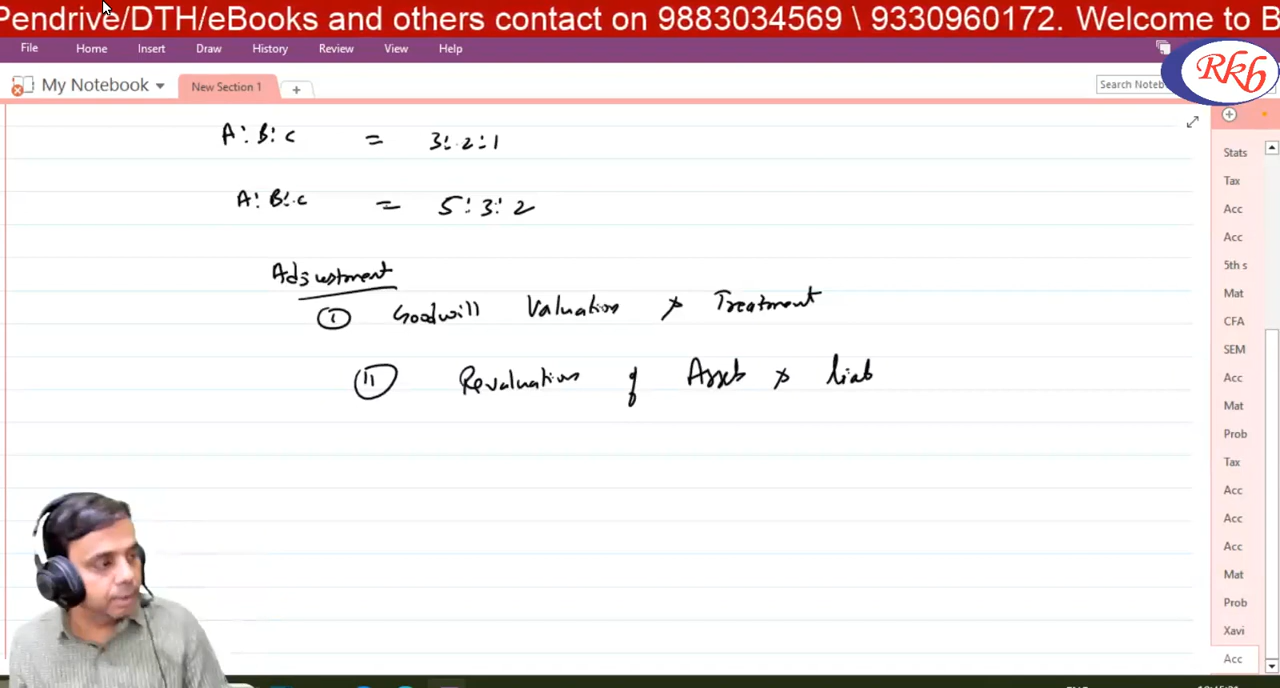 Pendrive/DTH/eBooks and others contact on 9883034569 \ 9330960172. Welcome to B
File Home Insert Draw History Review View Help
Rkb
My Notebook New Section 1 + Search Noteb
A:B:C = 3:2:1
A:B:C = 5:3:2
Adjustment
① Goodwill Valuation & Treatment
② Revaluation of Asset & liab
Stats
Tax
Acc
Acc
5th s
Mat
CFA
SEM
Acc
Mat
Prob
Tax
Acc
Acc
Acc
Mat
Prob
Xavi
Acc